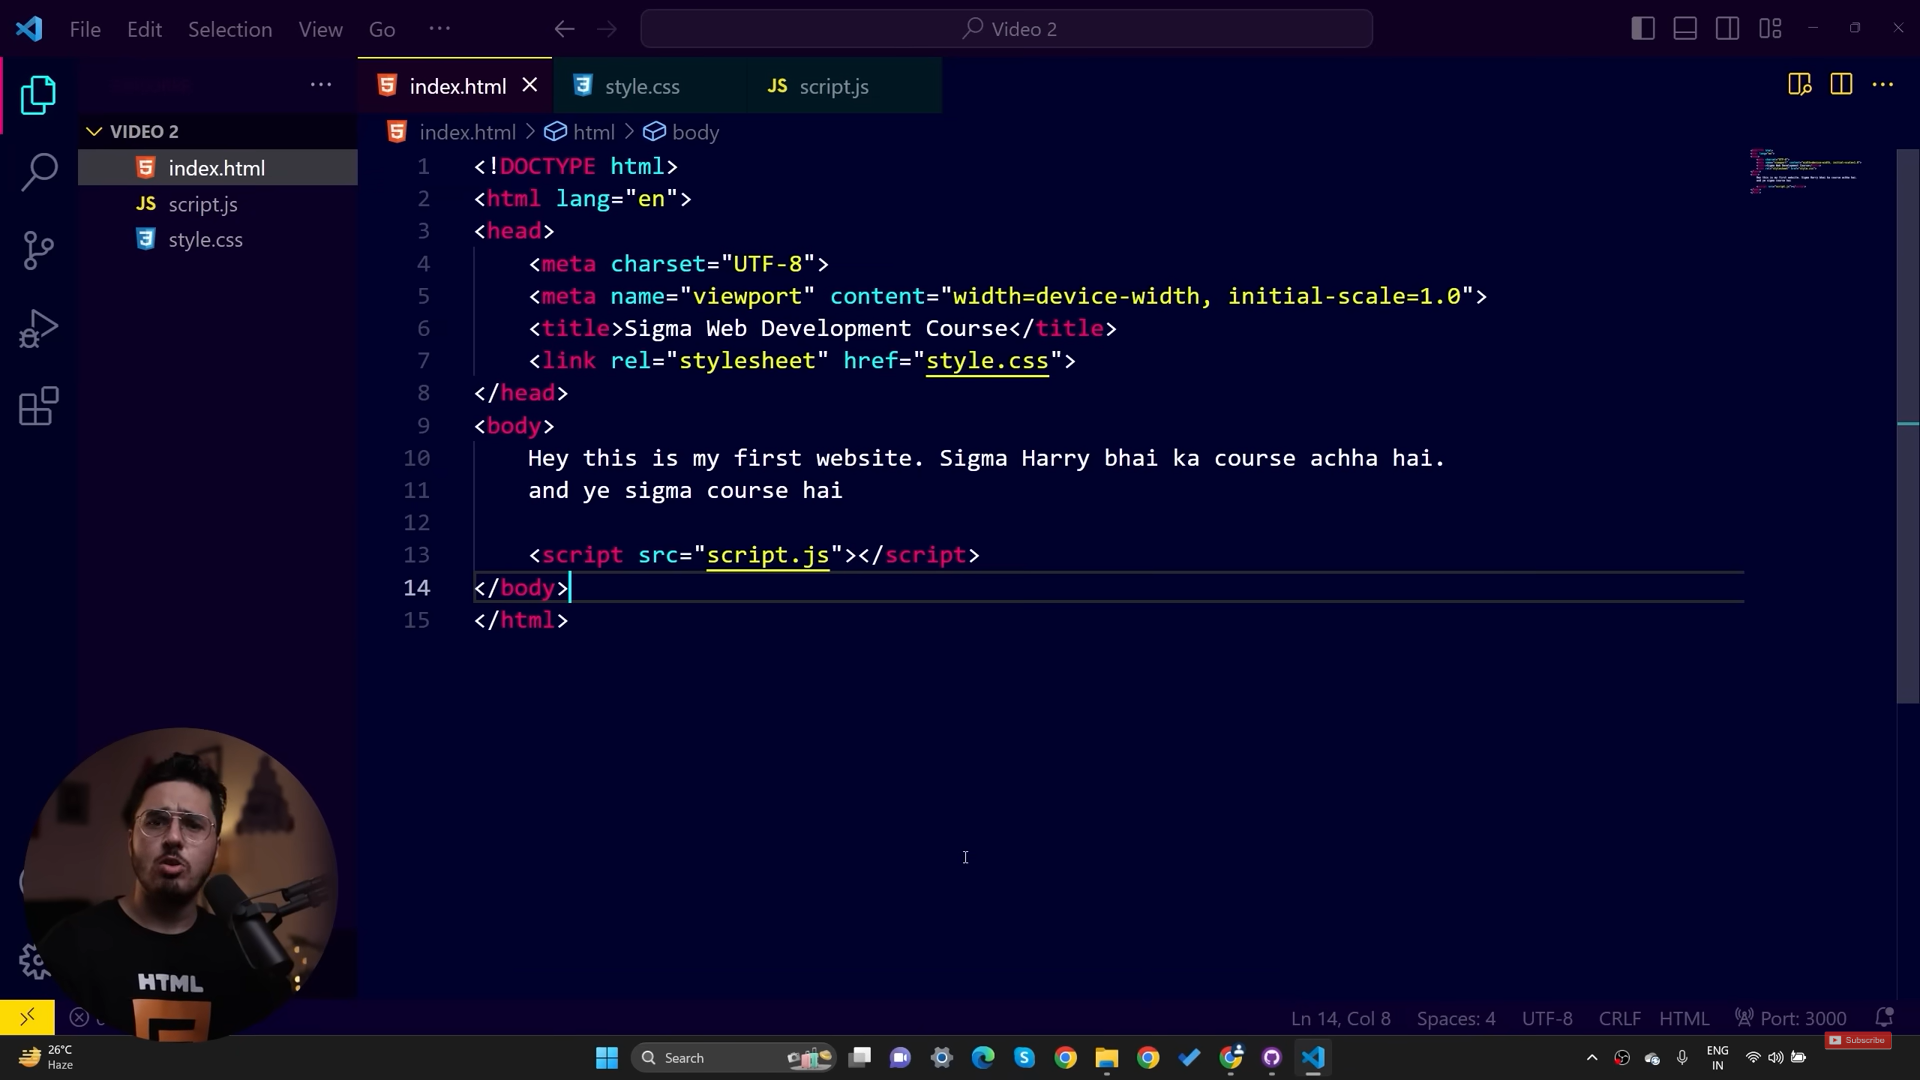 File Edit Selection View Go ···
Video 2
index.html
style.css
JS script.js
VIDEO 2
index.html
JS script.js
style.css
index.html > html > body
1 <!DOCTYPE html>
2 <html lang="en">
3 <head>
4 <meta charset="UTF-8">
5 <meta name="viewport" content="width=device-width, initial-scale=1.0">
6 <title>Sigma Web Development Course</title>
7 <link rel="stylesheet" href="style.css">
8 </head>
9 <body>
10 Hey this is my first website. Sigma Harry bhai ka course achha hai.
11 and ye sigma course hai
12
13 <script src="script.js"></script>
14 </body>
15 </html>
HTML
Ln 14, Col 8 Spaces: 4 UTF-8 CRLF HTML Port: 3000
Subscribe
26°C
Haze
Search
ENG
IN